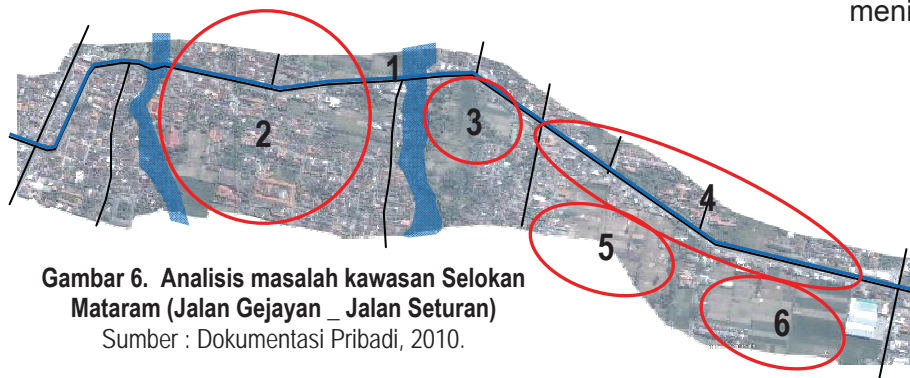 meni
1
2
3
4
5
6
Gambar 6. Analisis masalah kawasan Selokan
Mataram (Jalan Gejayan _ Jalan Seturan)
Sumber : Dokumentasi Pribadi, 2010.